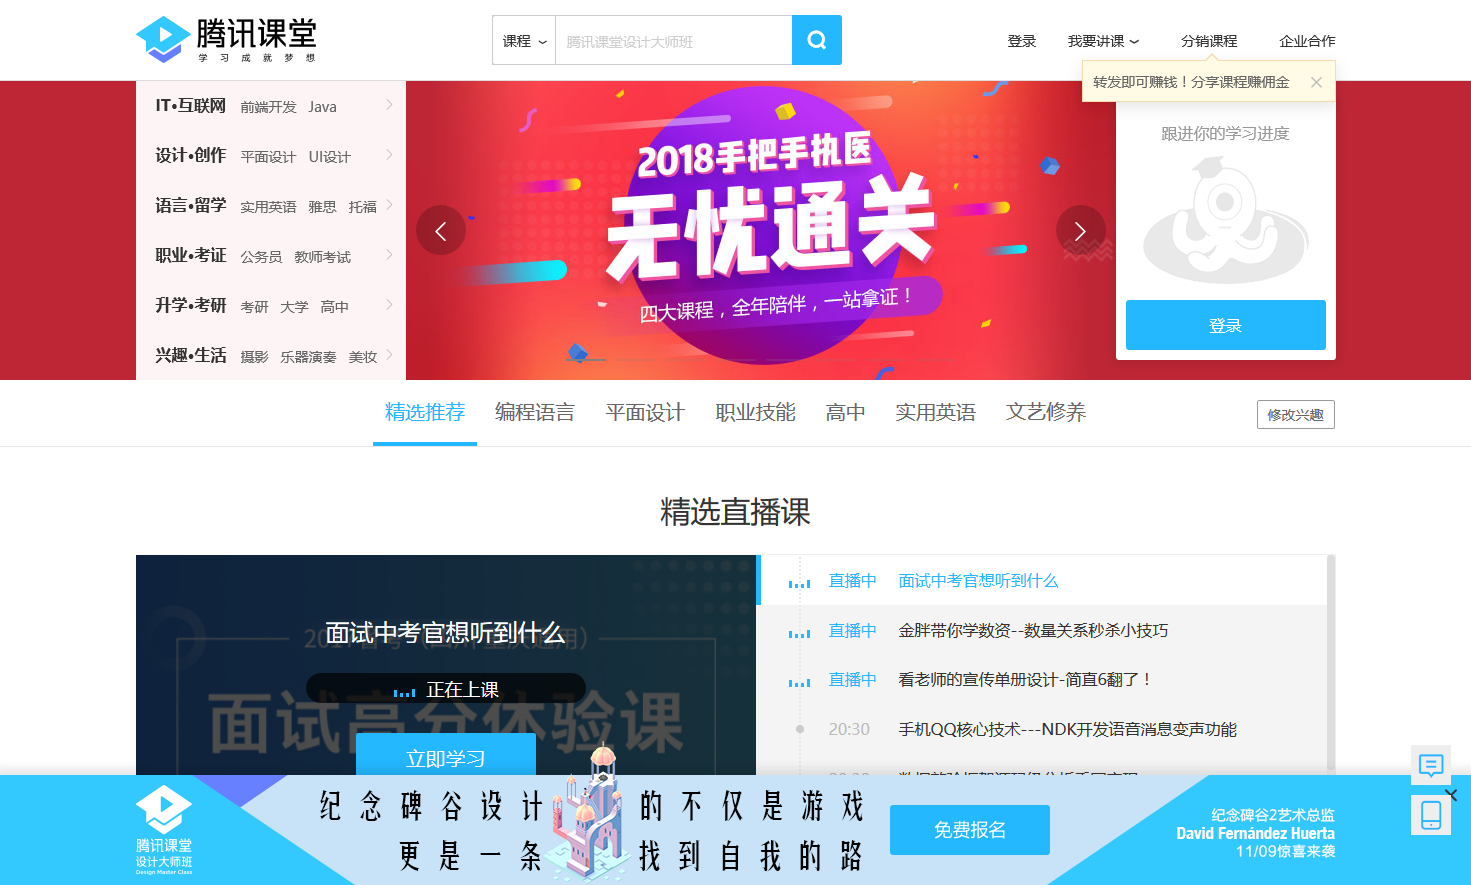 腾讯课堂
学习成就梦想
课程
腾讯课堂设计大师班
登录
我要讲课
分销课程
企业合作
转发即可赚钱！分享课程赚佣金
IT·互联网 前端开发 Java
设计·创作 平面设计 UI设计
语言·留学 实用英语 雅思 托福
职业·考证 公务员 教师考试
升学·考研 考研 大学 高中
兴趣·生活 摄影 乐器演奏 美妆
2018手把手执医
无忧通关
四大课程，全年陪伴，一站拿证！
跟进你的学习进度
登录
精选推荐 编程语言 平面设计 职业技能 高中 实用英语 文艺修养
修改兴趣
精选直播课
面试中考官想听到什么
正在上课
面试高分体验课
立即学习
直播中 面试中考官想听到什么
直播中 金胖带你学数资--数量关系秒杀小技巧
直播中 看老师的宣传单册设计-简直6翻了！
20:30 手机QQ核心技术---NDK开发语音消息变声功能
腾讯课堂
设计大师班
Design Master Class
纪念碑谷设计的不仅是游戏
更是一条找到自我的路
免费报名
纪念碑谷2艺术总监
David Fernández Huerta
11/09惊喜来袭